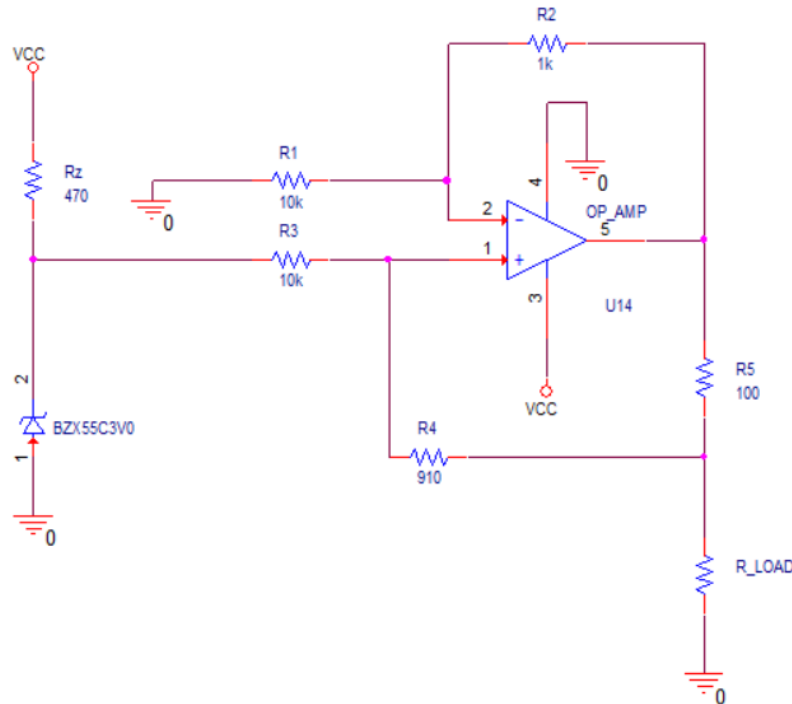 R2
1k
VCC
R1
10k
0
Rz
470
4
0
2
OP_AMP
5
1
R3
10k
3
U14
VCC
R5
100
2
BZX55C3V0
1
R4
910
0
R_LOAD
0